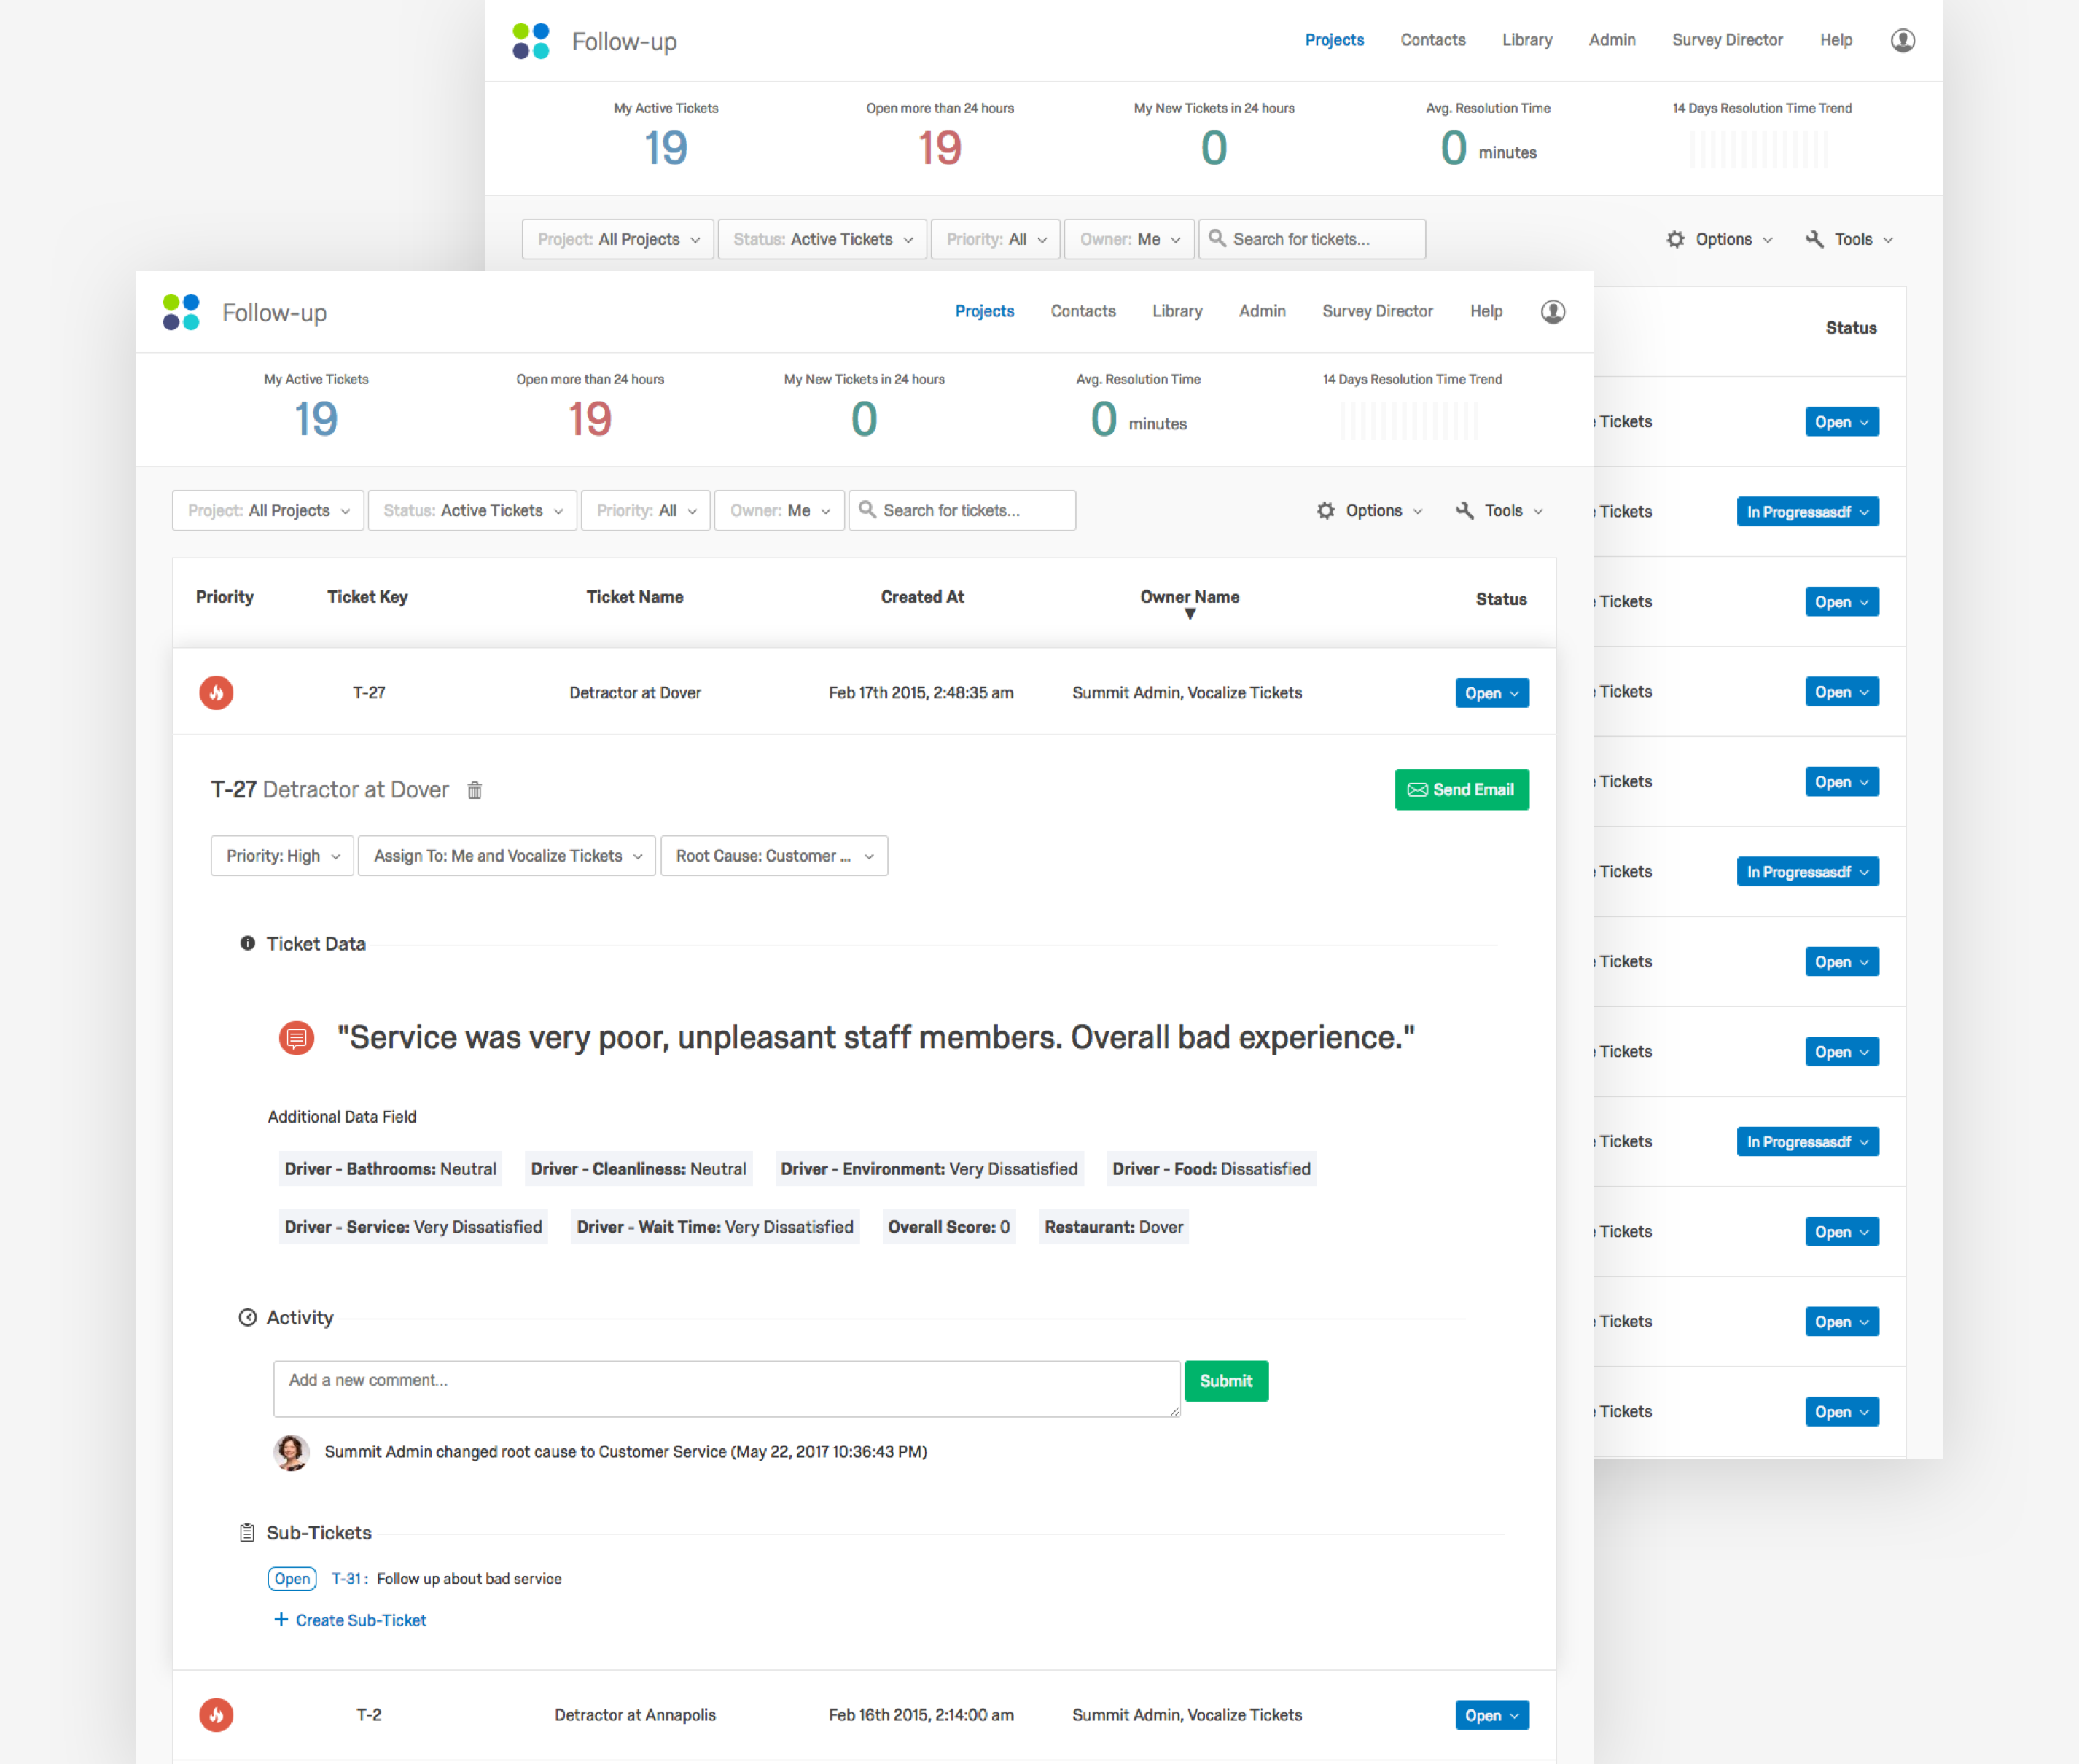 Follow-up
Projects Contacts Library Admin Survey Director Help
My Active Tickets Open more than 24 hours My New Tickets in 24 hours Avg. Resolution Time 14 Days Resolution Time Trend
19 19 0 0 minutes
Project: All Projects Status: Active Tickets Priority: All Owner: Me Search for tickets... Options Tools
Status
Tickets Open
Tickets In Progressasdf
Tickets Open
Tickets Open
Tickets Open
Tickets In Progressasdf
Tickets Open
Tickets Open
Tickets In Progressasdf
Tickets Open
Tickets Open
Tickets Open
Follow-up
Projects Contacts Library Admin Survey Director Help
My Active Tickets Open more than 24 hours My New Tickets in 24 hours Avg. Resolution Time 14 Days Resolution Time Trend
19 19 0 0 minutes
Project: All Projects Status: Active Tickets Priority: All Owner: Me Search for tickets... Options Tools
Priority Ticket Key Ticket Name Created At Owner Name Status
T-27 Detractor at Dover Feb 17th 2015, 2:48:35 am Summit Admin, Vocalize Tickets Open
T-27 Detractor at Dover Send Email
Priority: High Assign To: Me and Vocalize Tickets Root Cause: Customer ...
Ticket Data
"Service was very poor, unpleasant staff members. Overall bad experience."
Additional Data Field
Driver - Bathrooms: Neutral Driver - Cleanliness: Neutral Driver - Environment: Very Dissatisfied Driver - Food: Dissatisfied
Driver - Service: Very Dissatisfied Driver - Wait Time: Very Dissatisfied Overall Score: 0 Restaurant: Dover
Activity
Add a new comment... Submit
Summit Admin changed root cause to Customer Service (May 22, 2017 10:36:43 PM)
Sub-Tickets
Open T-31 : Follow up about bad service
+ Create Sub-Ticket
T-2 Detractor at Annapolis Feb 16th 2015, 2:14:00 am Summit Admin, Vocalize Tickets Open